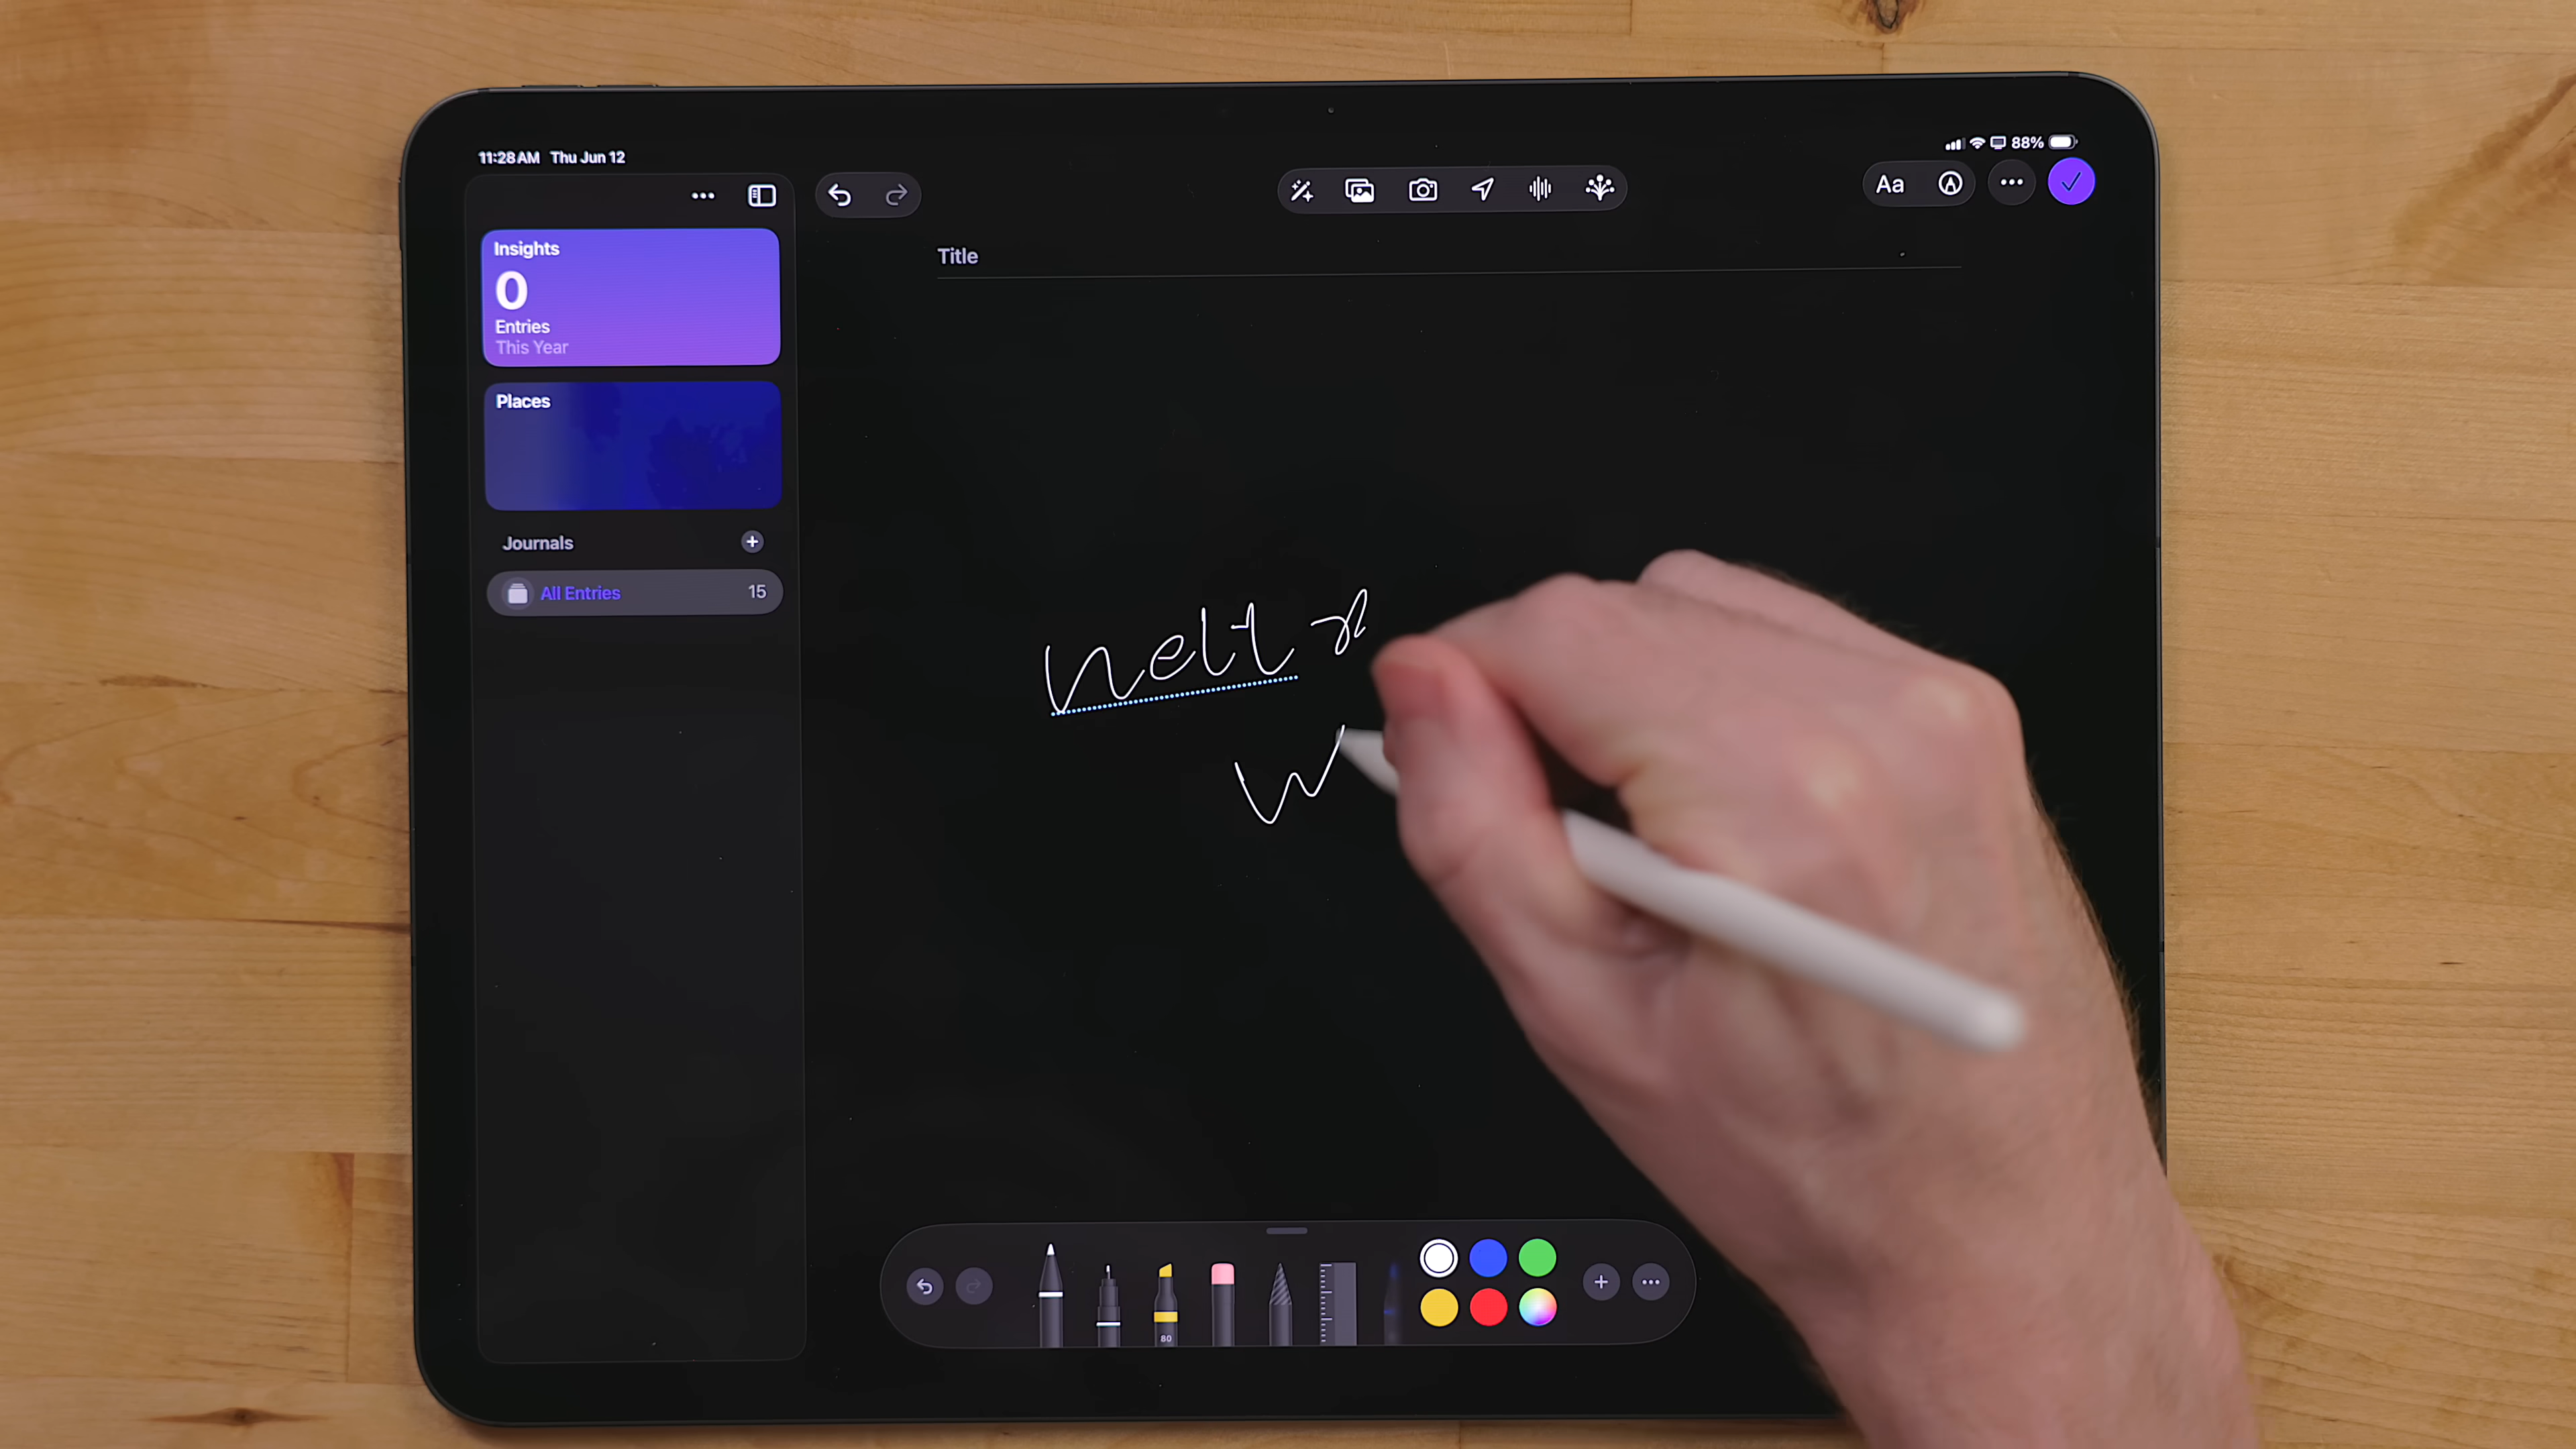 11:28 AM Thu Jun 12
88%
Aa
Insights
0
Entries
This Year
Title
Places
Journals
All Entries 15
W
80